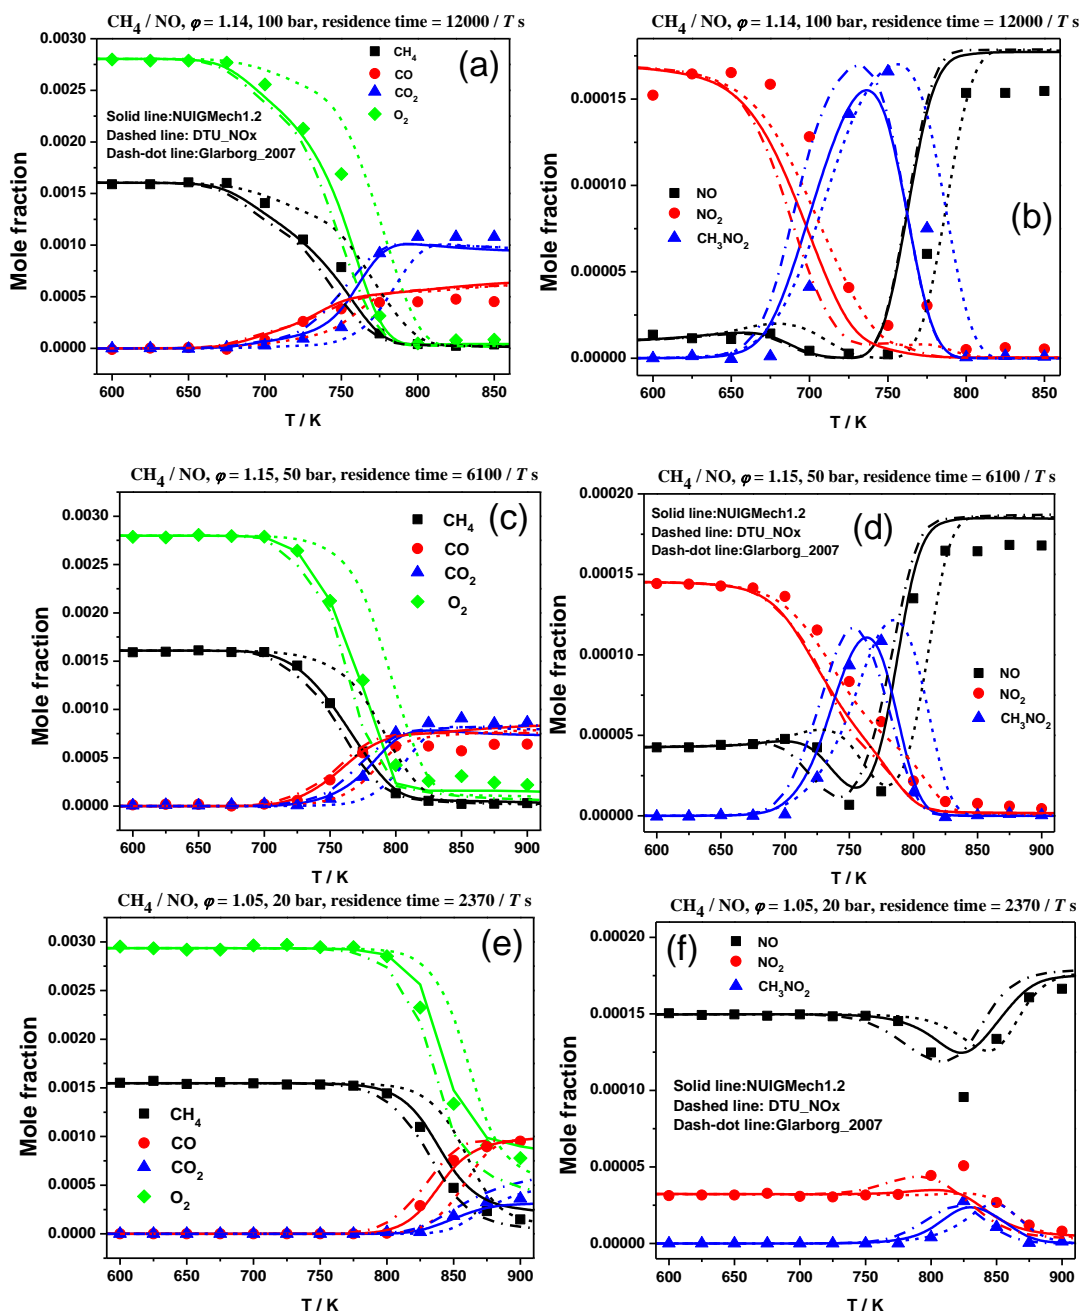 CH4 / NO, φ = 1.14, 100 bar, residence time = 12000/T s
(a)
CH4
CO
CO2
O2
Solid line:NUIGMech1.2
Dashed line: DTU_NOx
Dash-dot line:Glarborg_2007
0.0030
0.0025
0.0020
0.0015
0.0010
0.0005
0.0000
Mole fraction
600 650 700 750 800 850
T / K
CH4 / NO, φ = 1.14, 100 bar, residence time = 12000/T s
(b)
NO
NO2
CH3NO2
0.00015
0.00010
0.00005
0.00000
Mole fraction
600 650 700 750 800 850
T / K
CH4 / NO, φ = 1.15, 50 bar, residence time = 6100 / T s
(c)
CH4
CO
CO2
O2
0.0030
0.0025
0.0020
0.0015
0.0010
0.0005
0.0000
Mole fraction
600 650 700 750 800 850 900
T / K
CH4 / NO, φ = 1.15, 50 bar, residence time = 6100 / T s
(d)
Solid line:NUIGMech1.2
Dashed line: DTU_NOx
Dash-dot line:Glarborg_2007
NO
NO2
CH3NO2
0.00020
0.00015
0.00010
0.00005
0.00000
Mole fraction
600 650 700 750 800 850 900
T / K
CH4 / NO, φ = 1.05, 20 bar, residence time = 2370 / T s
(e)
CH4
CO
CO2
O2
0.0030
0.0025
0.0020
0.0015
0.0010
0.0005
0.0000
Mole fraction
600 650 700 750 800 850 900
T / K
CH4 / NO, φ = 1.05, 20 bar, residence time = 2370 / T s
(f)
NO
NO2
CH3NO2
Solid line:NUIGMech1.2
Dashed line: DTU_NOx
Dash-dot line:Glarborg_2007
0.00020
0.00015
0.00010
0.00005
0.00000
Mole fraction
600 650 700 750 800 850 900
T / K